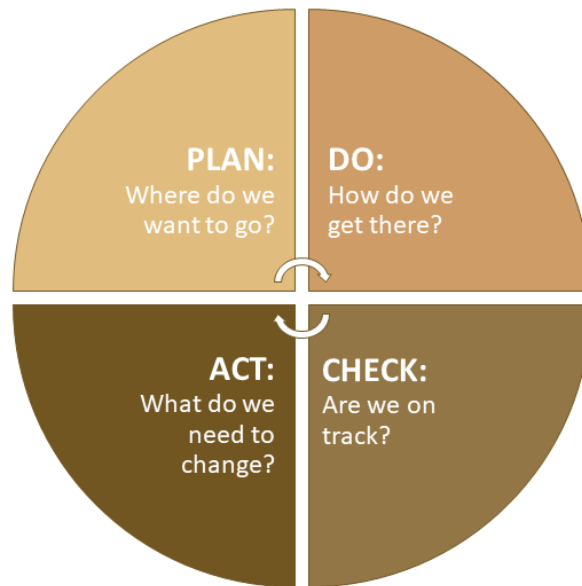 PLAN:
Where do we
want to go?
DO:
How do we
get there?
CHECK:
Are we on
track?
ACT:
What do we
need to
change?